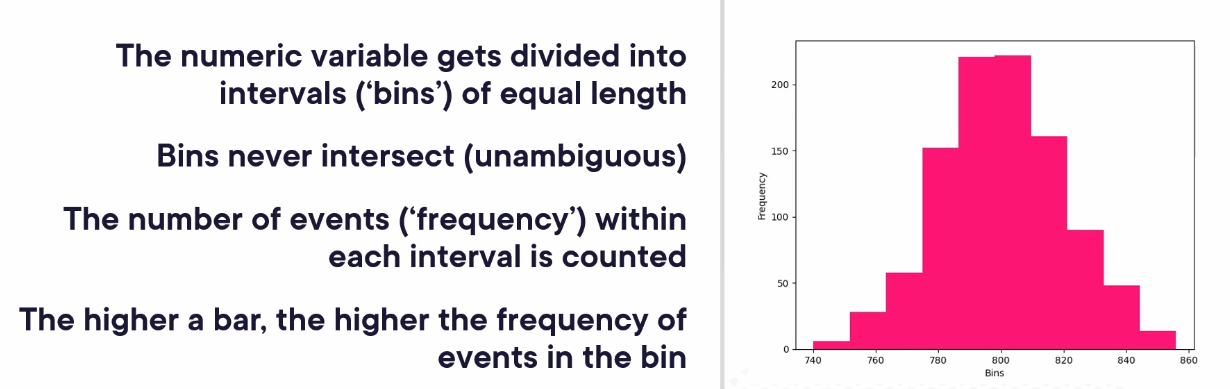 The numeric variable gets divided into
intervals (‘bins’) of equal length
Bins never intersect (unambiguous)
The number of events (‘frequency’) within
each interval is counted
The higher a bar, the higher the frequency of
events in the bin
200
150
100
50
0
Frequency
740 760 780 800 820 840 860
Bins